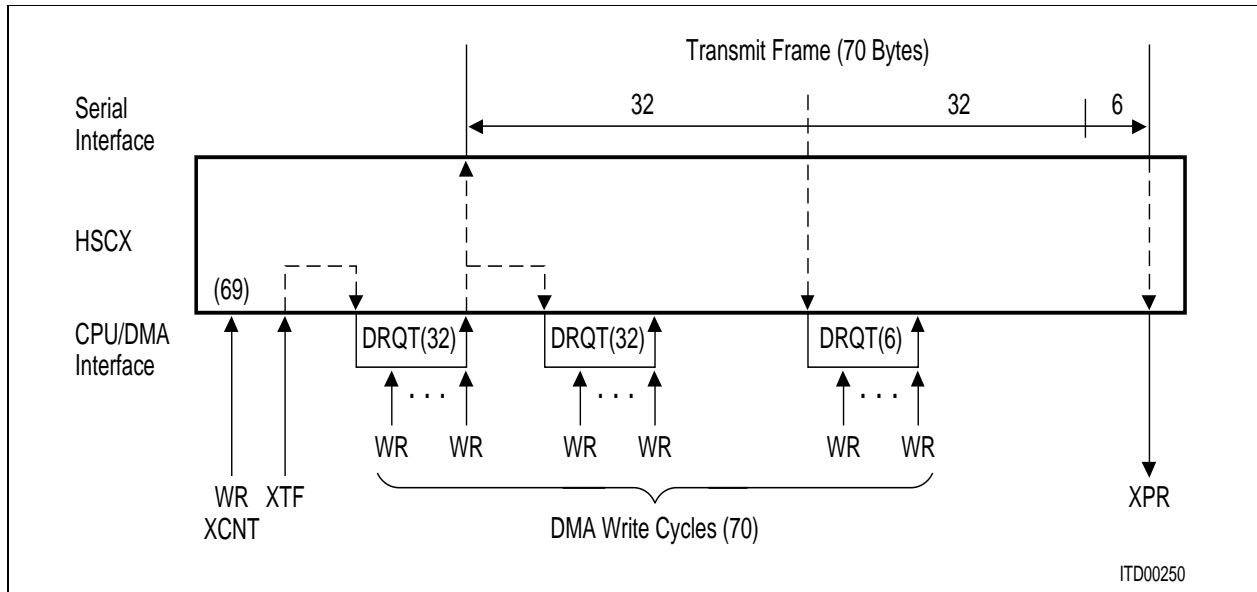 Transmit Frame (70 Bytes)
Serial
Interface
32
32
6
HSCX
(69)
CPU/DMA
Interface
DRQT(32)
DRQT(32)
DRQT(6)
. . .
. . .
. . .
WR
WR
WR
WR
WR
WR
WR
XCNT
XTF
XPR
DMA Write Cycles (70)
ITD00250